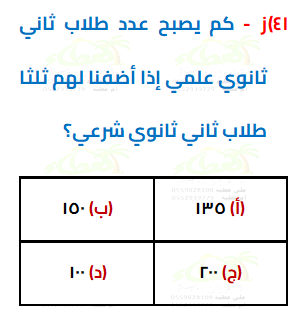 ٤١)ز - كم يصبح عدد طلاب ثاني
ثانوي علمي إذا أضفنا لهم ثلثا
طلاب ثاني ثانوي شرعي؟
(أ) ١٣٥
(ب) ١٥٠
(ج) ٢٠٠
(د) ١٠٠